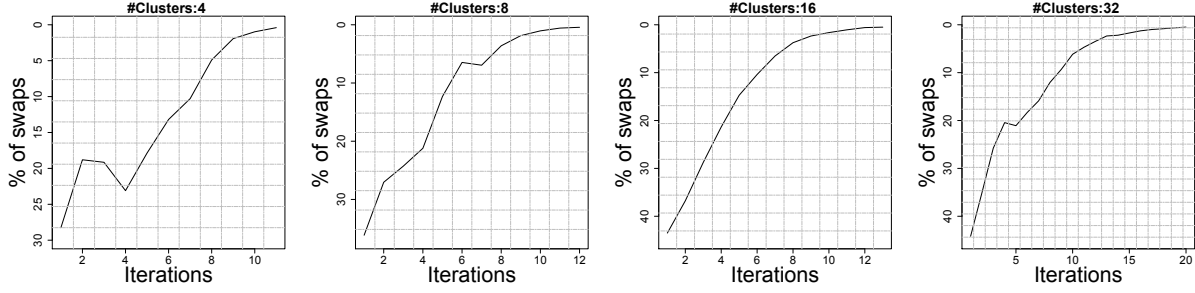 #Clusters:4
0
5
10
15
20
25
30
% of swaps
2 4 6 8 10
Iterations
#Clusters:8
0
10
20
30
% of swaps
2 4 6 8 10 12
Iterations
#Clusters:16
0
10
20
30
40
% of swaps
2 4 6 8 10 12
Iterations
#Clusters:32
0
10
20
30
40
% of swaps
5 10 15 20
Iterations